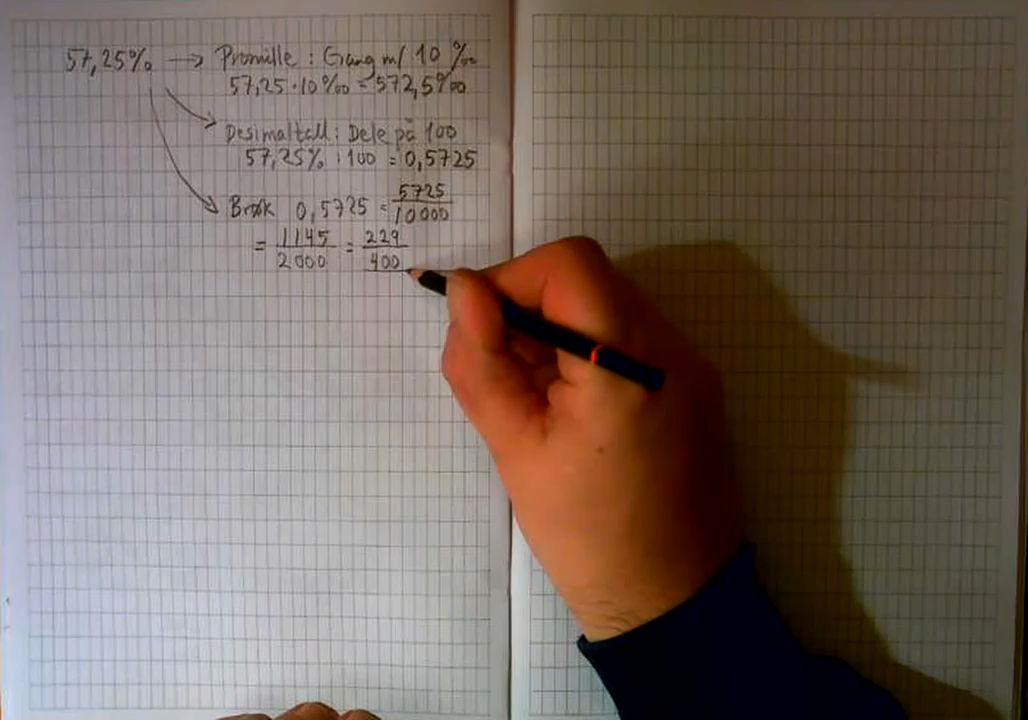 57,25% → Promille : Gang m/ 10 ‰
57,25 · 10 ‰ = 572,5‰
Desimaltall : Dele på 100
57,25% : 100 = 0,5725
Brøk 0,5725 = 5725/10000
= 1145/2000 = 229/400